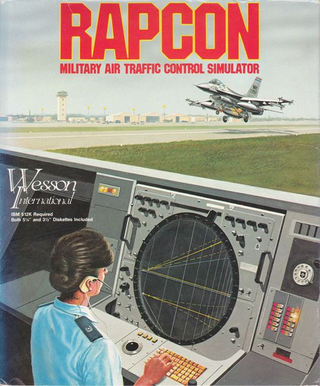 RAPCON
MILITARY AIR TRAFFIC CONTROL SIMULATOR
Wesson
International
IBM 512K Required
Both 5¼" and 3½" Diskettes Included